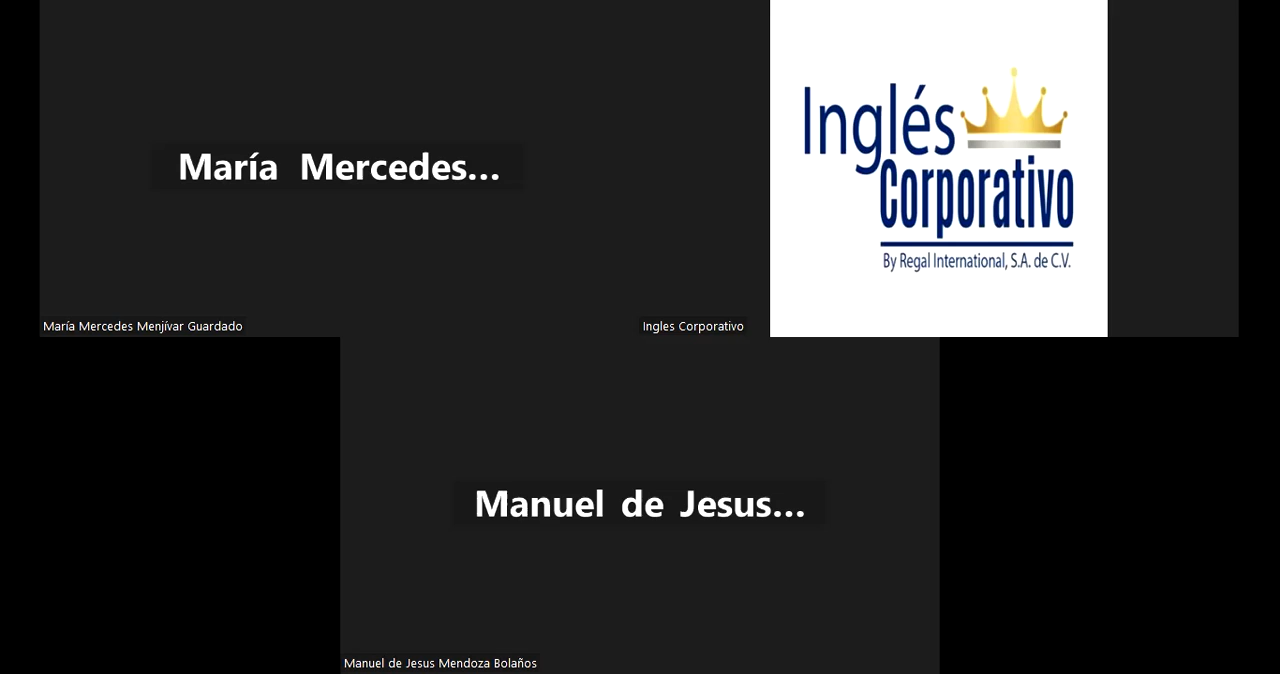 María Mercedes...
Inglés
Corporativo
By Regal International, S.A. de C.V.
María Mercedes Menjívar Guardado
Ingles Corporativo
Manuel de Jesus...
Manuel de Jesus Mendoza Bolaños